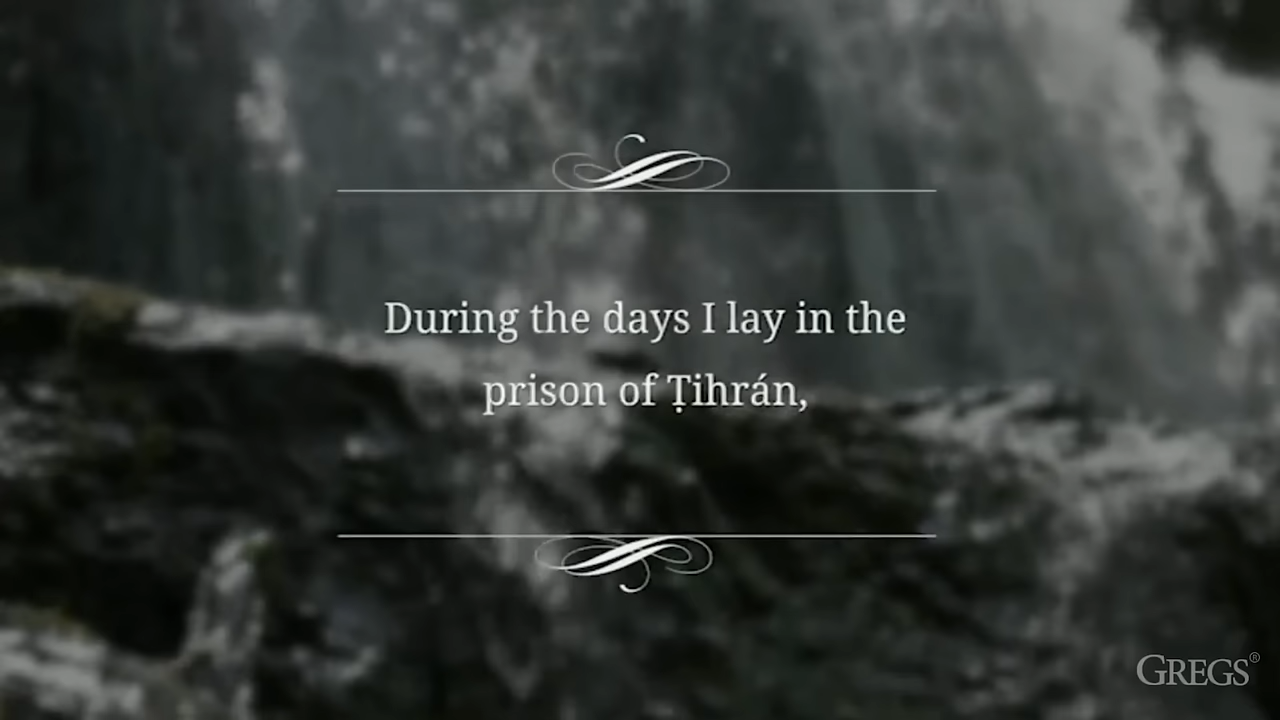 During the days I lay in the
prison of Ṭihrán,
GREGS®